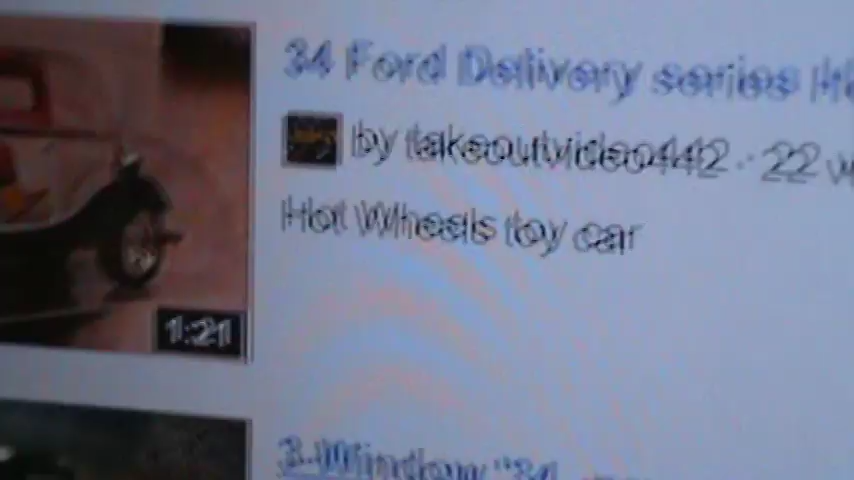 34 Ford Delivery series
by takeoutvideo442 · 22
Hot Wheels toy car
1:21
3-Window "34